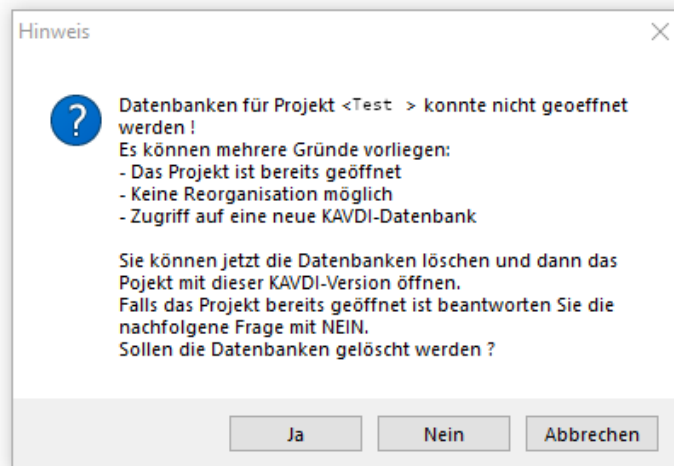 Hinweis
Datenbanken für Projekt <Test > konnte nicht geoeffnet
werden !
Es können mehrere Gründe vorliegen:
- Das Projekt ist bereits geöffnet
- Keine Reorganisation möglich
- Zugriff auf eine neue KAVDI-Datenbank
Sie können jetzt die Datenbanken löschen und dann das
Pojekt mit dieser KAVDI-Version öffnen.
Falls das Projekt bereits geöffnet ist beantworten Sie die
nachfolgene Frage mit NEIN.
Sollen die Datenbanken gelöscht werden ?
Ja
Nein
Abbrechen